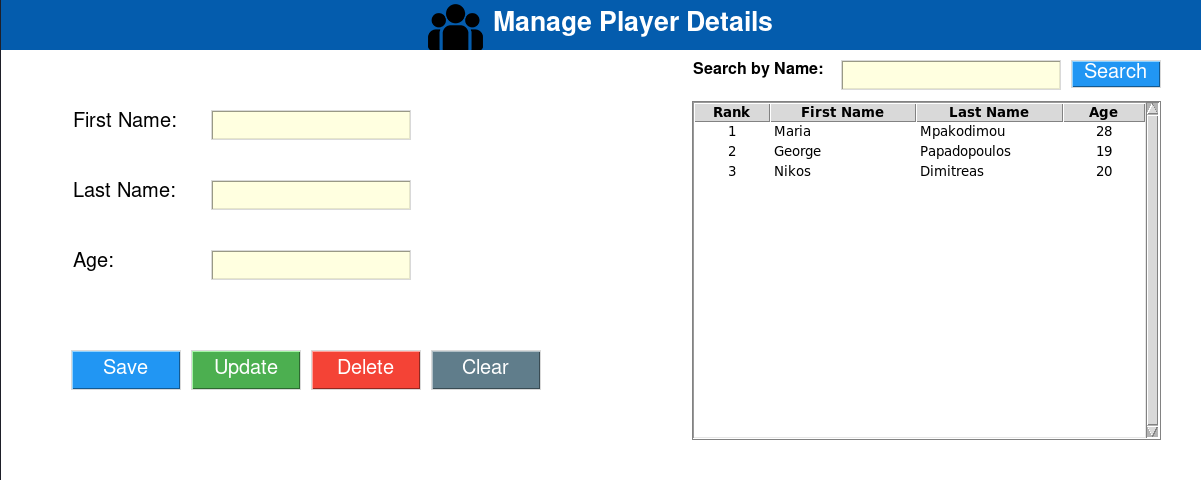 Manage Player Details
First Name:
Last Name:
Age:
Save Update Delete Clear
Search by Name: Search
Rank First Name Last Name Age
1 Maria Mpakodimou 28
2 George Papadopoulos 19
3 Nikos Dimitreas 20